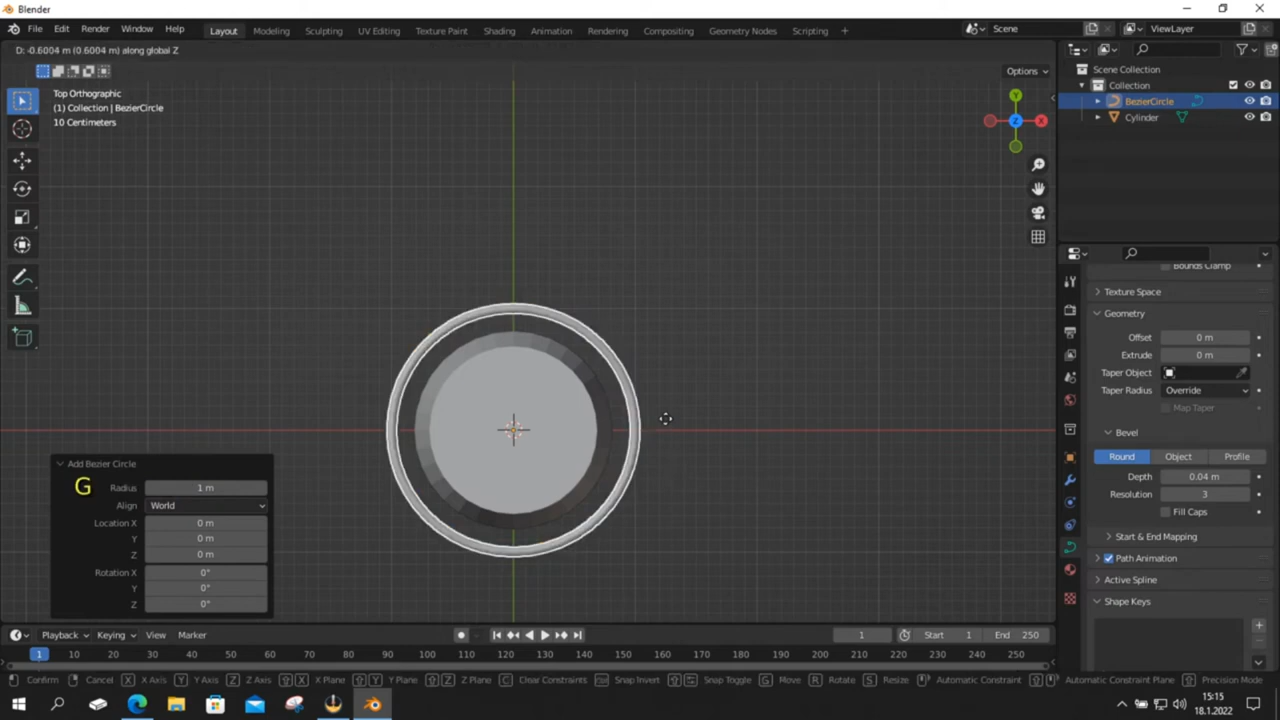 Blender
File Edit Render Window Help Layout Modeling Sculpting UV Editing Texture Paint Shading Animation Rendering Compositing Geometry Nodes Scripting + Scene ViewLayer
D: -0.6004 m (0.6004 m) along global Z
Options
Top Orthographic
(1) Collection | BezierCircle
10 Centimeters
Y
Z
X
Scene Collection
Collection
BezierCircle
Cylinder
Bounds Clamp
Texture Space
Geometry
Offset 0 m
Extrude 0 m
Taper Object
Taper Radius Override
Map Taper
Bevel
Round Object Profile
Depth 0.04 m
Resolution 3
Fill Caps
Start & End Mapping
Path Animation
Shape Keys
Add Bezier Circle
G
Radius 1 m
Align World
Location X 0 m
Y 0 m
Z 0 m
Rotation X 0°
Y 0°
Z 0°
Playback Keying View Marker 1 Start 1 End 250
1 10 20 30 40 50 60 70 80 90 100 110 120 130 140 150 160 170 180 190 200 210 220 230 240 250
Confirm Cancel X X Axis Y Y Axis Z Z Axis X X Plane Y Y Plane Z Z Plane C Clear Constraints Snap Invert Snap Toggle G Move R Rotate S Resize Automatic Constraint Automatic Constraint Plane Precision Mode
15:15
18.1.2022